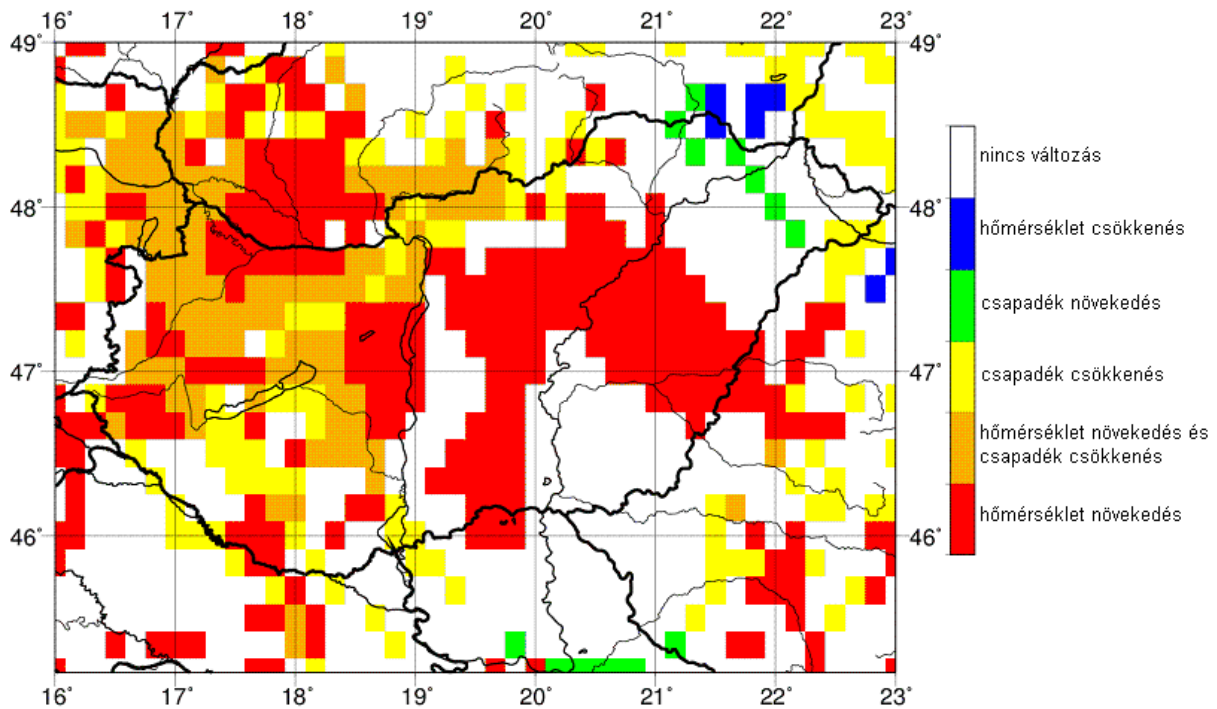 16° 17° 18° 19° 20° 21° 22° 23°
49° 49°
48° 48°
47° 47°
46° 46°
16° 17° 18° 19° 20° 21° 22° 23°
nincs változás
hőmérséklet csökkenés
csapadék növekedés
csapadék csökkenés
hőmérséklet növekedés és
csapadék csökkenés
hőmérséklet növekedés